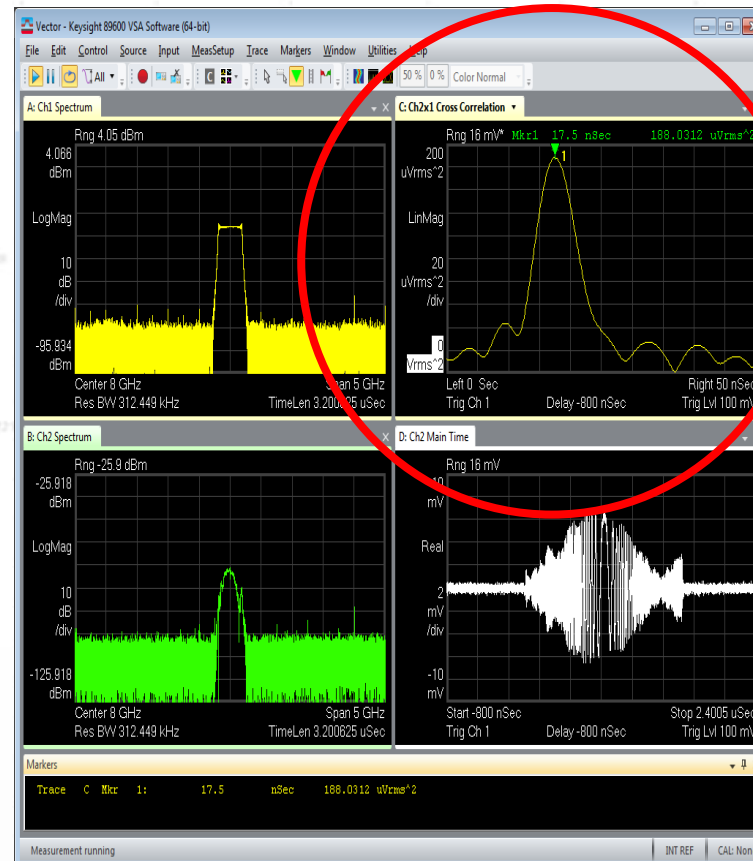 Vector - Keysight 89600 VSA Software (64-bit)
File Edit Control Source Input MeasSetup Trace Markers Window Utilities Help
All 50 % 0 % Color Normal
A: Ch1 Spectrum
Rng 4.05 dBm
4.066
dBm
LogMag
10
dB
/div
-95.934
dBm
Center 8 GHz Span 5 GHz
Res BW 312.449 kHz TimeLen 3.200625 uSec
C: Ch2x1 Cross Correlation
Rng 16 mV* Mkr1 17.5 nSec 188.0312 uVrms^2
1
200
uVrms^2
LinMag
20
uVrms^2
/div
0
Vrms^2
Left 0 Sec Right 50 nSec
Trig Ch 1 Delay -800 nSec Trig Lvl 100 mV
B: Ch2 Spectrum
Rng -25.9 dBm
-25.918
dBm
LogMag
10
dB
/div
-125.918
dBm
Center 8 GHz Span 5 GHz
Res BW 312.449 kHz TimeLen 3.200625 uSec
D: Ch2 Main Time
Rng 16 mV
10
mV
Real
2
mV
/div
-10
mV
Start -800 nSec Stop 2.4005 uSec
Trig Ch 1 Delay -800 nSec Trig Lvl 100 mV
Markers
Trace C Mkr 1: 17.5 nSec 188.0312 uVrms^2
Measurement running INT REF CAL: Non